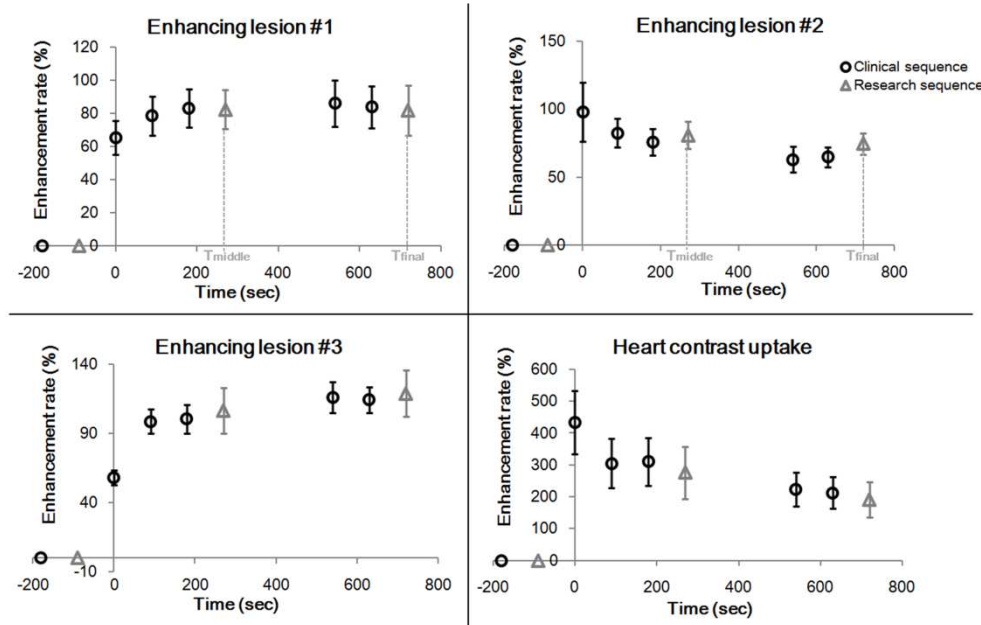 Enhancing lesion #1
Enhancement rate (%)
120
100
80
60
40
20
0
-200 0 200 400 600 800
Tmiddle Tfinal
Time (sec)
Enhancing lesion #2
Clinical sequence
Research sequence
Enhancement rate (%)
150
100
50
0
-200 0 200 400 600 800
Tmiddle Tfinal
Time (sec)
Enhancing lesion #3
Enhancement rate (%)
140
90
40
-10
-200 0 200 400 600 800
Time (sec)
Heart contrast uptake
Enhancement rate (%)
600
500
400
300
200
100
0
-200 0 200 400 600 800
Time (sec)